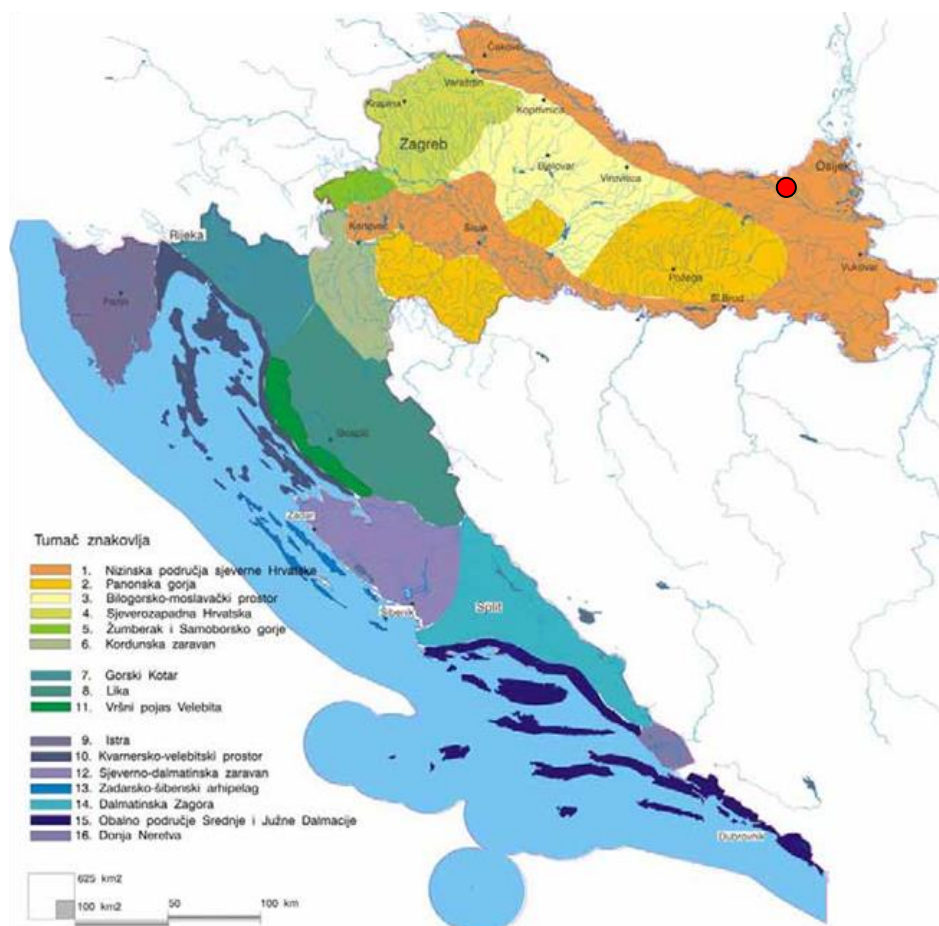 Čakovec
Varaždin
Krapina
Koprivnica
Zagreb
Bjelovar
Virovitica
Osijek
Karlovac
Sisak
Rijeka
Požega
Vukovar
Sl.Brod
Pazin
Gospić
Zadar
Šibenik
Split
Dubrovnik
Tumač znakovlja
1. Nizinska područja sjeverne Hrvatske
2. Panonska gorja
3. Bilogorsko-moslavački prostor
4. Sjeverozapadna Hrvatska
5. Žumberak i Samoborsko gorje
6. Kordunska zaravan
7. Gorski Kotar
8. Lika
11. Vršni pojas Velebita
9. Istra
10. Kvarnersko-velebitski prostor
12. Sjeverno-dalmatinska zaravan
13. Zadarsko-šibenski arhipelag
14. Dalmatinska Zagora
15. Obalno područje Srednje i Južne Dalmacije
16. Donja Neretva
625 km2
100 km2
50
100 km